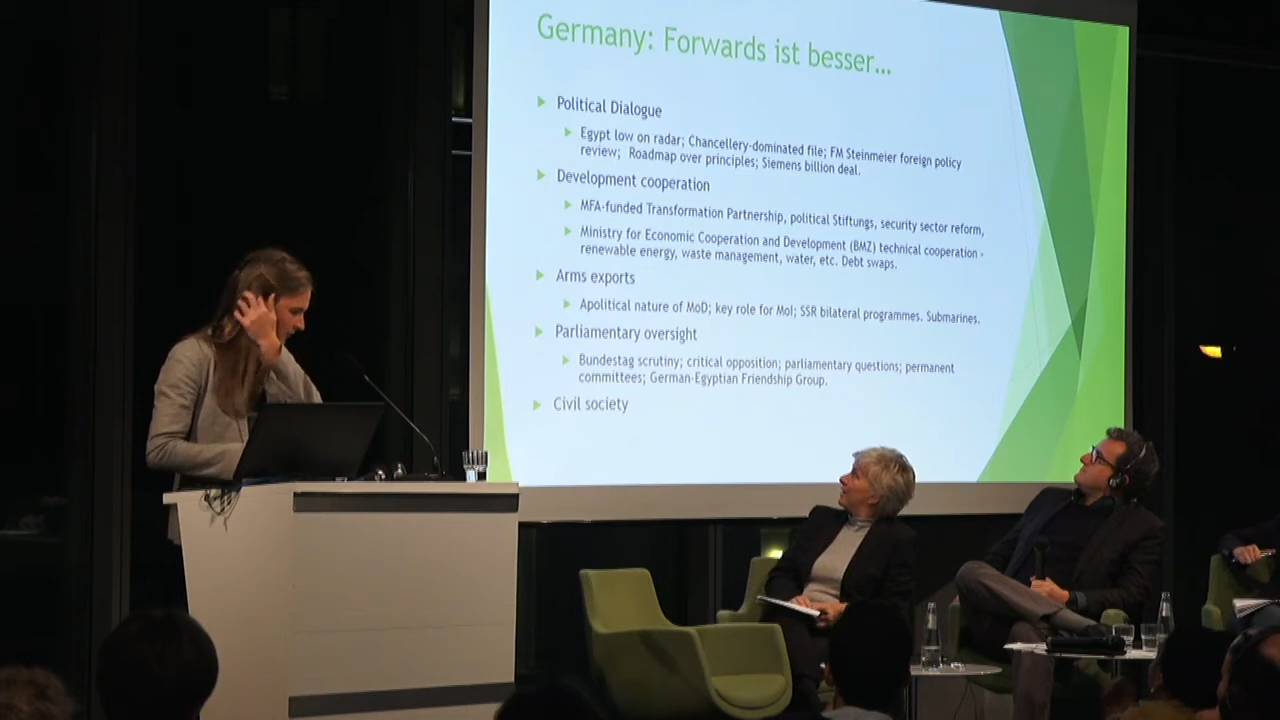 Germany: Forwards ist besser...
Political Dialogue
Egypt low on radar; Chancellery-dominated file; FM Steinmeier foreign policy
review; Roadmap over principles; Siemens billion deal.
Development cooperation
MFA-funded Transformation Partnership, political Stiftungs, security sector reform,
Ministry for Economic Cooperation and Development (BMZ) technical cooperation -
renewable energy, waste management, water, etc. Debt swaps.
Arms exports
Apolitical nature of MoD; key role for MoI; SSR bilateral programmes. Submarines.
Parliamentary oversight
Bundestag scrutiny; critical opposition; parliamentary questions; permanent
committees; German-Egyptian Friendship Group.
Civil society